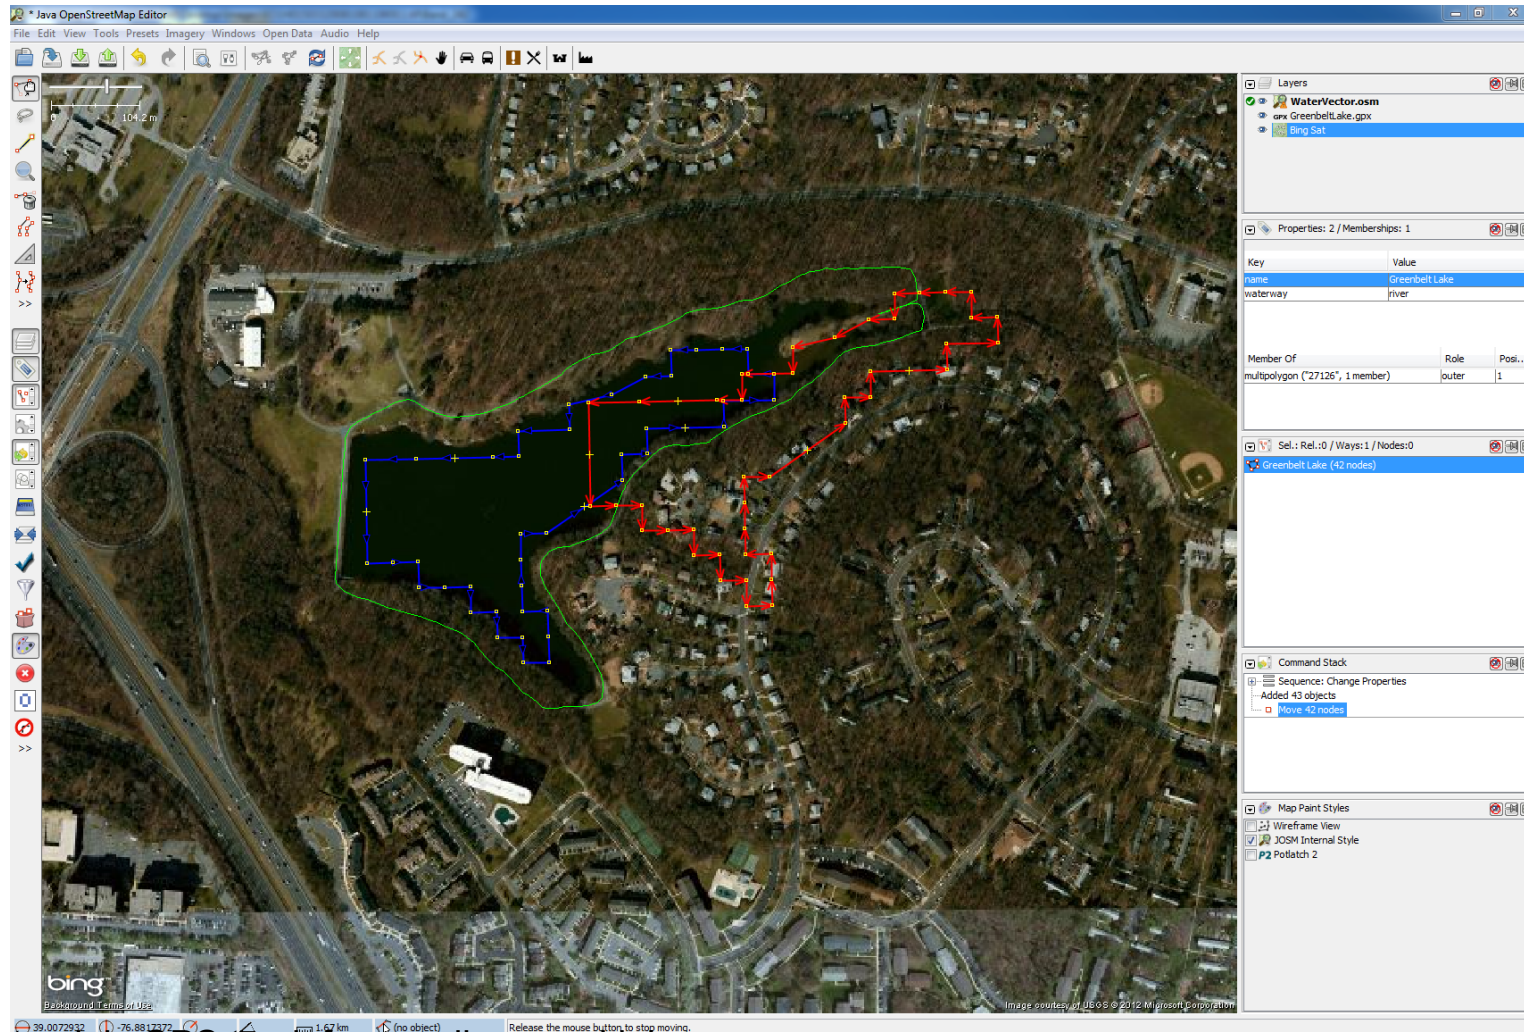 * Java OpenStreetMap Editor
File Edit View Tools Presets Imagery Windows Open Data Audio Help
0 104.2 m
>>
>>
Layers
WaterVector.osm
GPX GreenbeltLake.gpx
Bing Sat
Properties: 2 / Memberships: 1
Key Value
name Greenbelt Lake
waterway river
Member Of Role Posi...
multipolygon ("27126", 1 member) outer 1
Sel.: Rel.:0 / Ways:1 / Nodes:0
Greenbelt Lake (42 nodes)
Command Stack
Sequence: Change Properties
Added 43 objects
Move 42 nodes
Map Paint Styles
Wireframe View
JOSM Internal Style
P2 Potlatch 2
bing
Background Terms of Use
Image courtesy of USGS © 2012 Microsoft Corporation
39.0072932 -76.8817372 1.67 km (no object) Release the mouse button to stop moving.